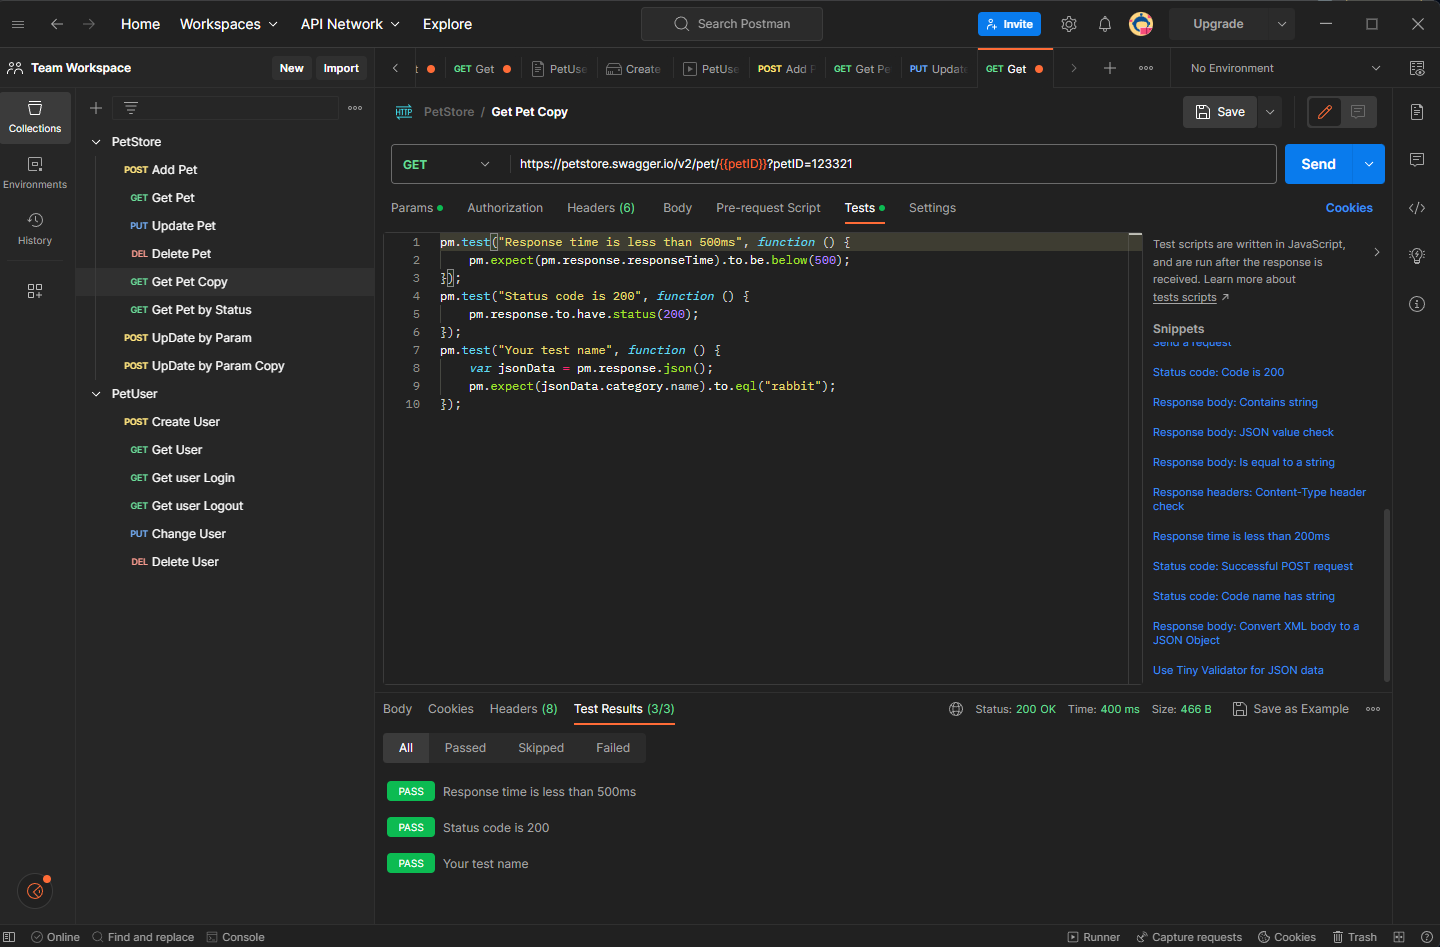 Home Workspaces API Network Explore Search Postman Invite Upgrade
Team Workspace New Import
t GET Get PetUse Create PetUse POST Add F GET Get Pe PUT Update GET Get No Environment
Collections
Environments
History
PetStore
POST Add Pet
GET Get Pet
PUT Update Pet
DEL Delete Pet
GET Get Pet Copy
GET Get Pet by Status
POST UpDate by Param
POST UpDate by Param Copy
PetUser
POST Create User
GET Get User
GET Get user Login
GET Get user Logout
PUT Change User
DEL Delete User
HTTP PetStore / Get Pet Copy Save
GET https://petstore.swagger.io/v2/pet/{{petID}}?petID=123321 Send
Params Authorization Headers (6) Body Pre-request Script Tests Settings Cookies
1 pm.test("Response time is less than 500ms", function () {
2 pm.expect(pm.response.responseTime).to.be.below(500);
3 });
4 pm.test("Status code is 200", function () {
5 pm.response.to.have.status(200);
6 });
7 pm.test("Your test name", function () {
8 var jsonData = pm.response.json();
9 pm.expect(jsonData.category.name).to.eql("rabbit");
10 });
Test scripts are written in JavaScript,
and are run after the response is
received. Learn more about
tests scripts ↗
Snippets
Send a request
Status code: Code is 200
Response body: Contains string
Response body: JSON value check
Response body: Is equal to a string
Response headers: Content-Type header
check
Response time is less than 200ms
Status code: Successful POST request
Status code: Code name has string
Response body: Convert XML body to a
JSON Object
Use Tiny Validator for JSON data
Body Cookies Headers (8) Test Results (3/3) Status: 200 OK Time: 400 ms Size: 466 B Save as Example
All Passed Skipped Failed
PASS Response time is less than 500ms
PASS Status code is 200
PASS Your test name
Online Find and replace Console Runner Capture requests Cookies Trash